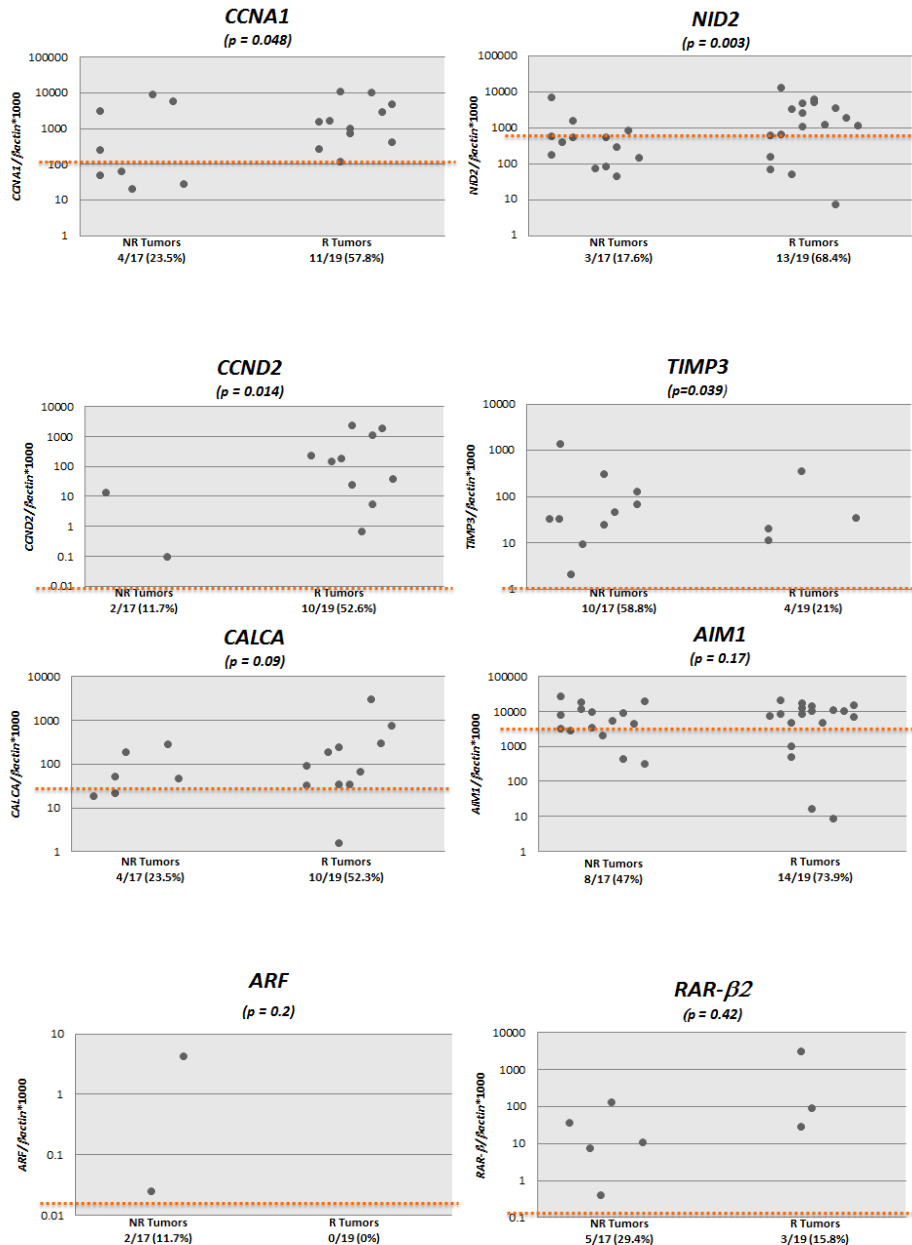 CCNA1
(p = 0.048)
100000
10000
1000
100
10
1
CCNA1/βactin*1000
NR Tumors
4/17 (23.5%)
R Tumors
11/19 (57.8%)
NID2
(p = 0.003)
100000
10000
1000
100
10
1
NID2/βactin*1000
NR Tumors
3/17 (17.6%)
R Tumors
13/19 (68.4%)
CCND2
(p = 0.014)
10000
1000
100
10
1
0.1
0.01
CCND2/βactin*1000
NR Tumors
2/17 (11.7%)
R Tumors
10/19 (52.6%)
TIMP3
(p=0.039)
10000
1000
100
10
1
TIMP3/βactin*1000
NR Tumors
10/17 (58.8%)
R Tumors
4/19 (21%)
CALCA
(p = 0.09)
10000
1000
100
10
1
CALCA/βactin*1000
NR Tumors
4/17 (23.5%)
R Tumors
10/19 (52.3%)
AIM1
(p = 0.17)
100000
10000
1000
100
10
1
AIM1/βactin*1000
NR Tumors
8/17 (47%)
R Tumors
14/19 (73.9%)
ARF
(p = 0.2)
10
1
0.1
0.01
ARF/βactin*1000
NR Tumors
2/17 (11.7%)
R Tumors
0/19 (0%)
RAR-β2
(p = 0.42)
10000
1000
100
10
1
0.1
RAR-β/βactin*1000
NR Tumors
5/17 (29.4%)
R Tumors
3/19 (15.8%)